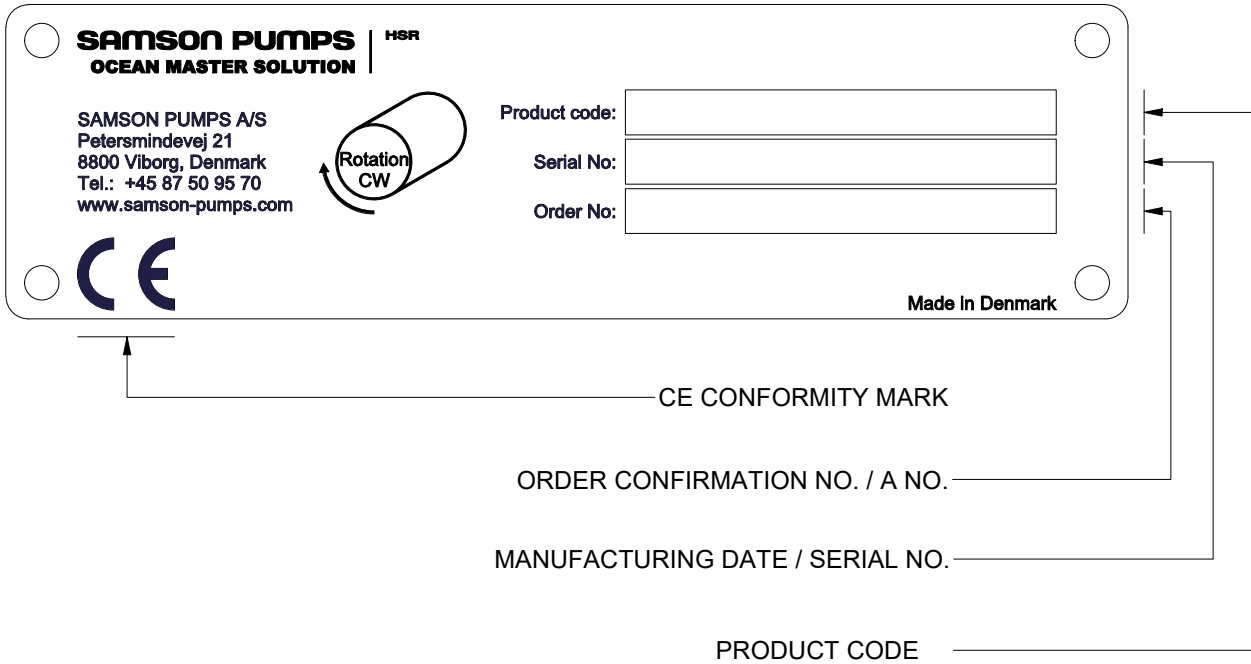 SAMSON PUMPS
HSR
OCEAN MASTER SOLUTION
SAMSON PUMPS A/S
Petersmindevej 21
8800 Viborg, Denmark
Tel.: +45 87 50 95 70
www.samson-pumps.com
Rotation
CW
Product code:
Serial No:
Order No:
CE
Made in Denmark
CE CONFORMITY MARK
ORDER CONFIRMATION NO. / A NO.
MANUFACTURING DATE / SERIAL NO.
PRODUCT CODE